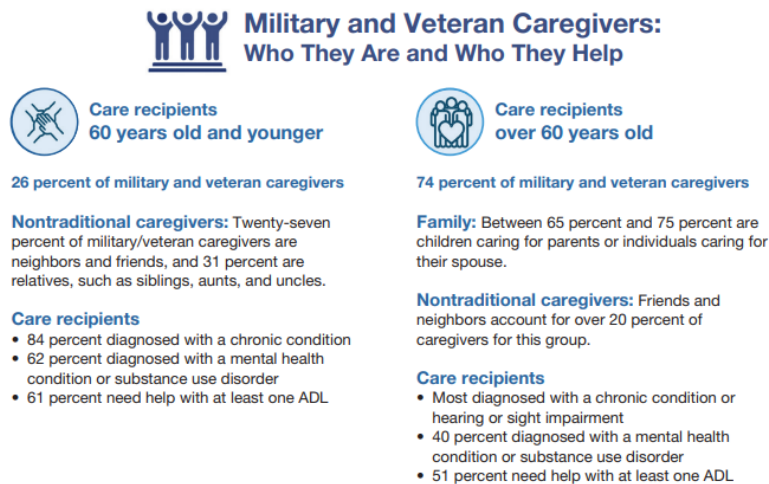 Military and Veteran Caregivers:
Who They Are and Who They Help
Care recipients
60 years old and younger
26 percent of military and veteran caregivers
Nontraditional caregivers: Twenty-seven
percent of military/veteran caregivers are
neighbors and friends, and 31 percent are
relatives, such as siblings, aunts, and uncles.
Care recipients
• 84 percent diagnosed with a chronic condition
• 62 percent diagnosed with a mental health
condition or substance use disorder
• 61 percent need help with at least one ADL
Care recipients
over 60 years old
74 percent of military and veteran caregivers
Family: Between 65 percent and 75 percent are
children caring for parents or individuals caring for
their spouse.
Nontraditional caregivers: Friends and
neighbors account for over 20 percent of
caregivers for this group.
Care recipients
• Most diagnosed with a chronic condition or
hearing or sight impairment
• 40 percent diagnosed with a mental health
condition or substance use disorder
• 51 percent need help with at least one ADL